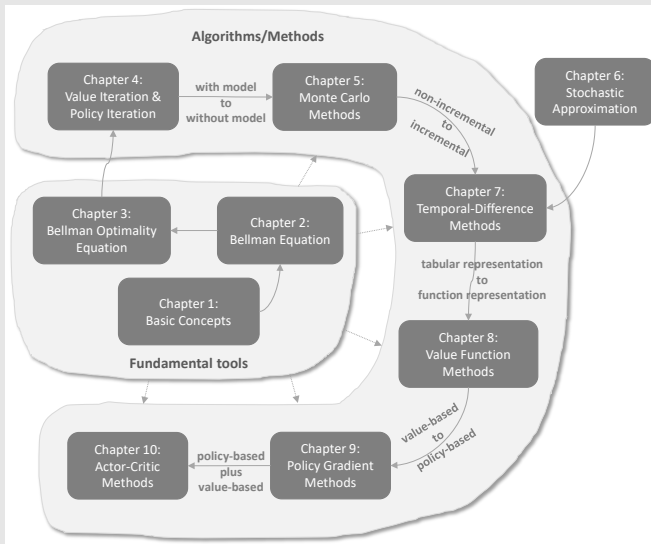 Algorithms/Methods
Chapter 4:
Value Iteration &
Policy Iteration
with model
to
without model
Chapter 5:
Monte Carlo
Methods
non-incremental
to
incremental
Chapter 6:
Stochastic
Approximation
Chapter 7:
Temporal-Difference
Methods
Chapter 3:
Bellman Optimality
Equation
Chapter 2:
Bellman Equation
Chapter 1:
Basic Concepts
Fundamental tools
tabular representation
to
function representation
Chapter 8:
Value Function
Methods
value-based
to
policy-based
Chapter 9:
Policy Gradient
Methods
policy-based
plus
value-based
Chapter 10:
Actor-Critic
Methods